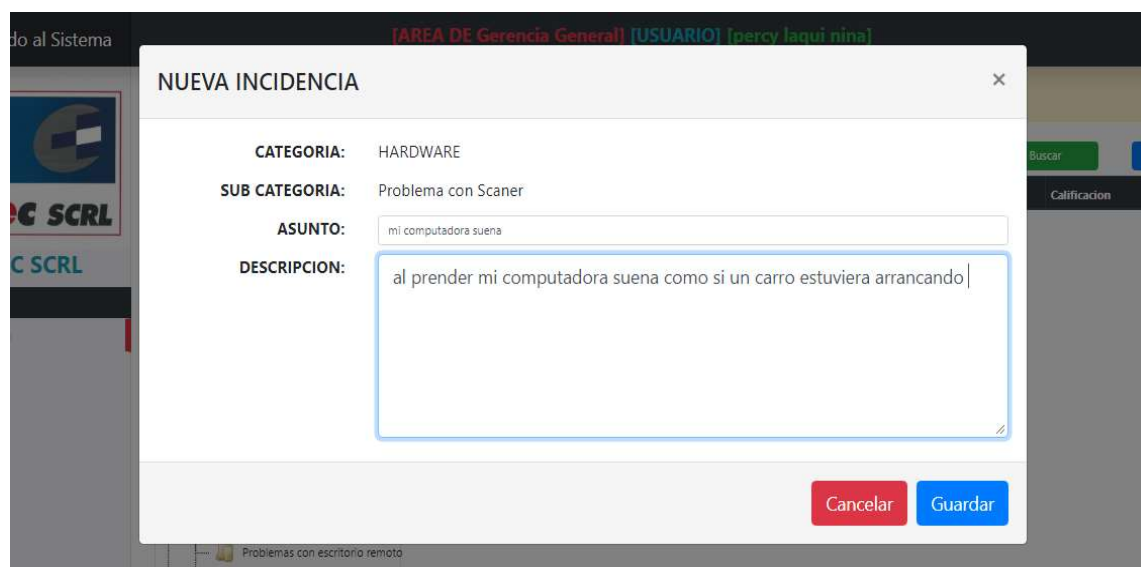 do al Sistema
[AREA DE Gerencia General] [USUARIO] [percy laqui nina]
NUEVA INCIDENCIA ×
CATEGORIA: HARDWARE
SUB CATEGORIA: Problema con Scaner
ASUNTO: mi computadora suena
DESCRIPCION: al prender mi computadora suena como si un carro estuviera arrancando
Cancelar Guardar
Buscar
Calificacion
C SCRL
C SCRL
Problemas con escritorio remoto